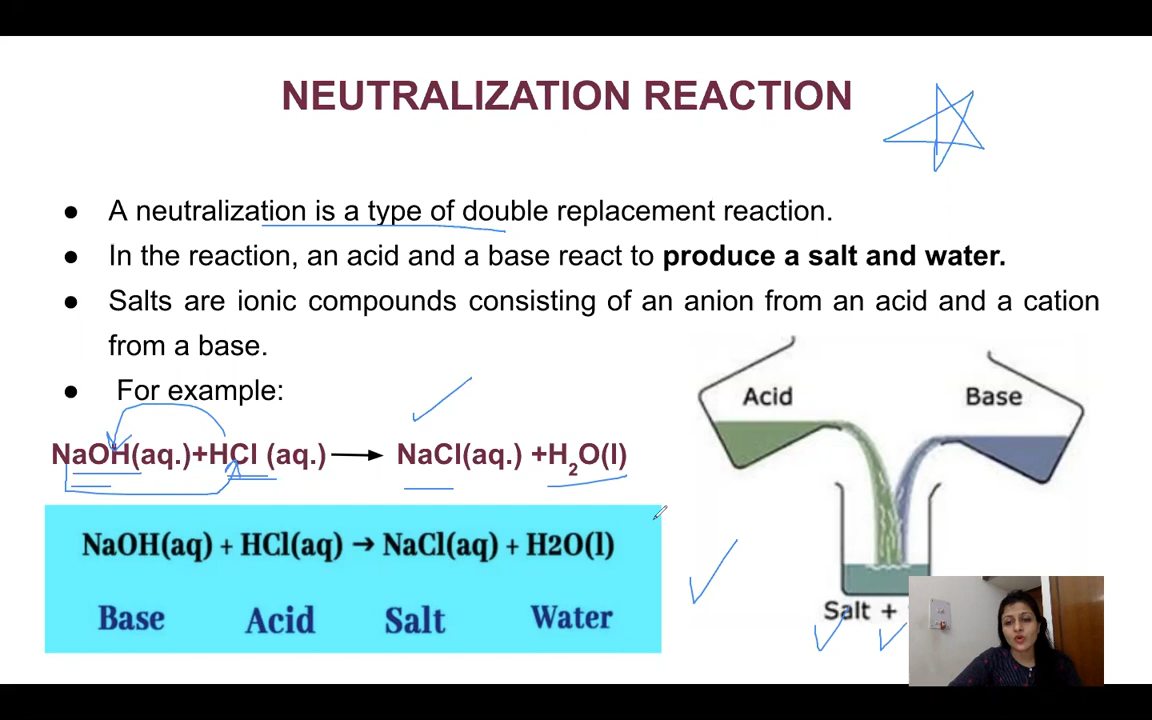 NEUTRALIZATION REACTION
● A neutralization is a type of double replacement reaction.
● In the reaction, an acid and a base react to produce a salt and water.
● Salts are ionic compounds consisting of an anion from an acid and a cation
from a base.
● For example:
NaOH(aq.)+HCl (aq.) → NaCl(aq.) +H₂O(l)
NaOH(aq) + HCl(aq) → NaCl(aq) + H2O(l)
Base Acid Salt Water
Acid Base
Salt +